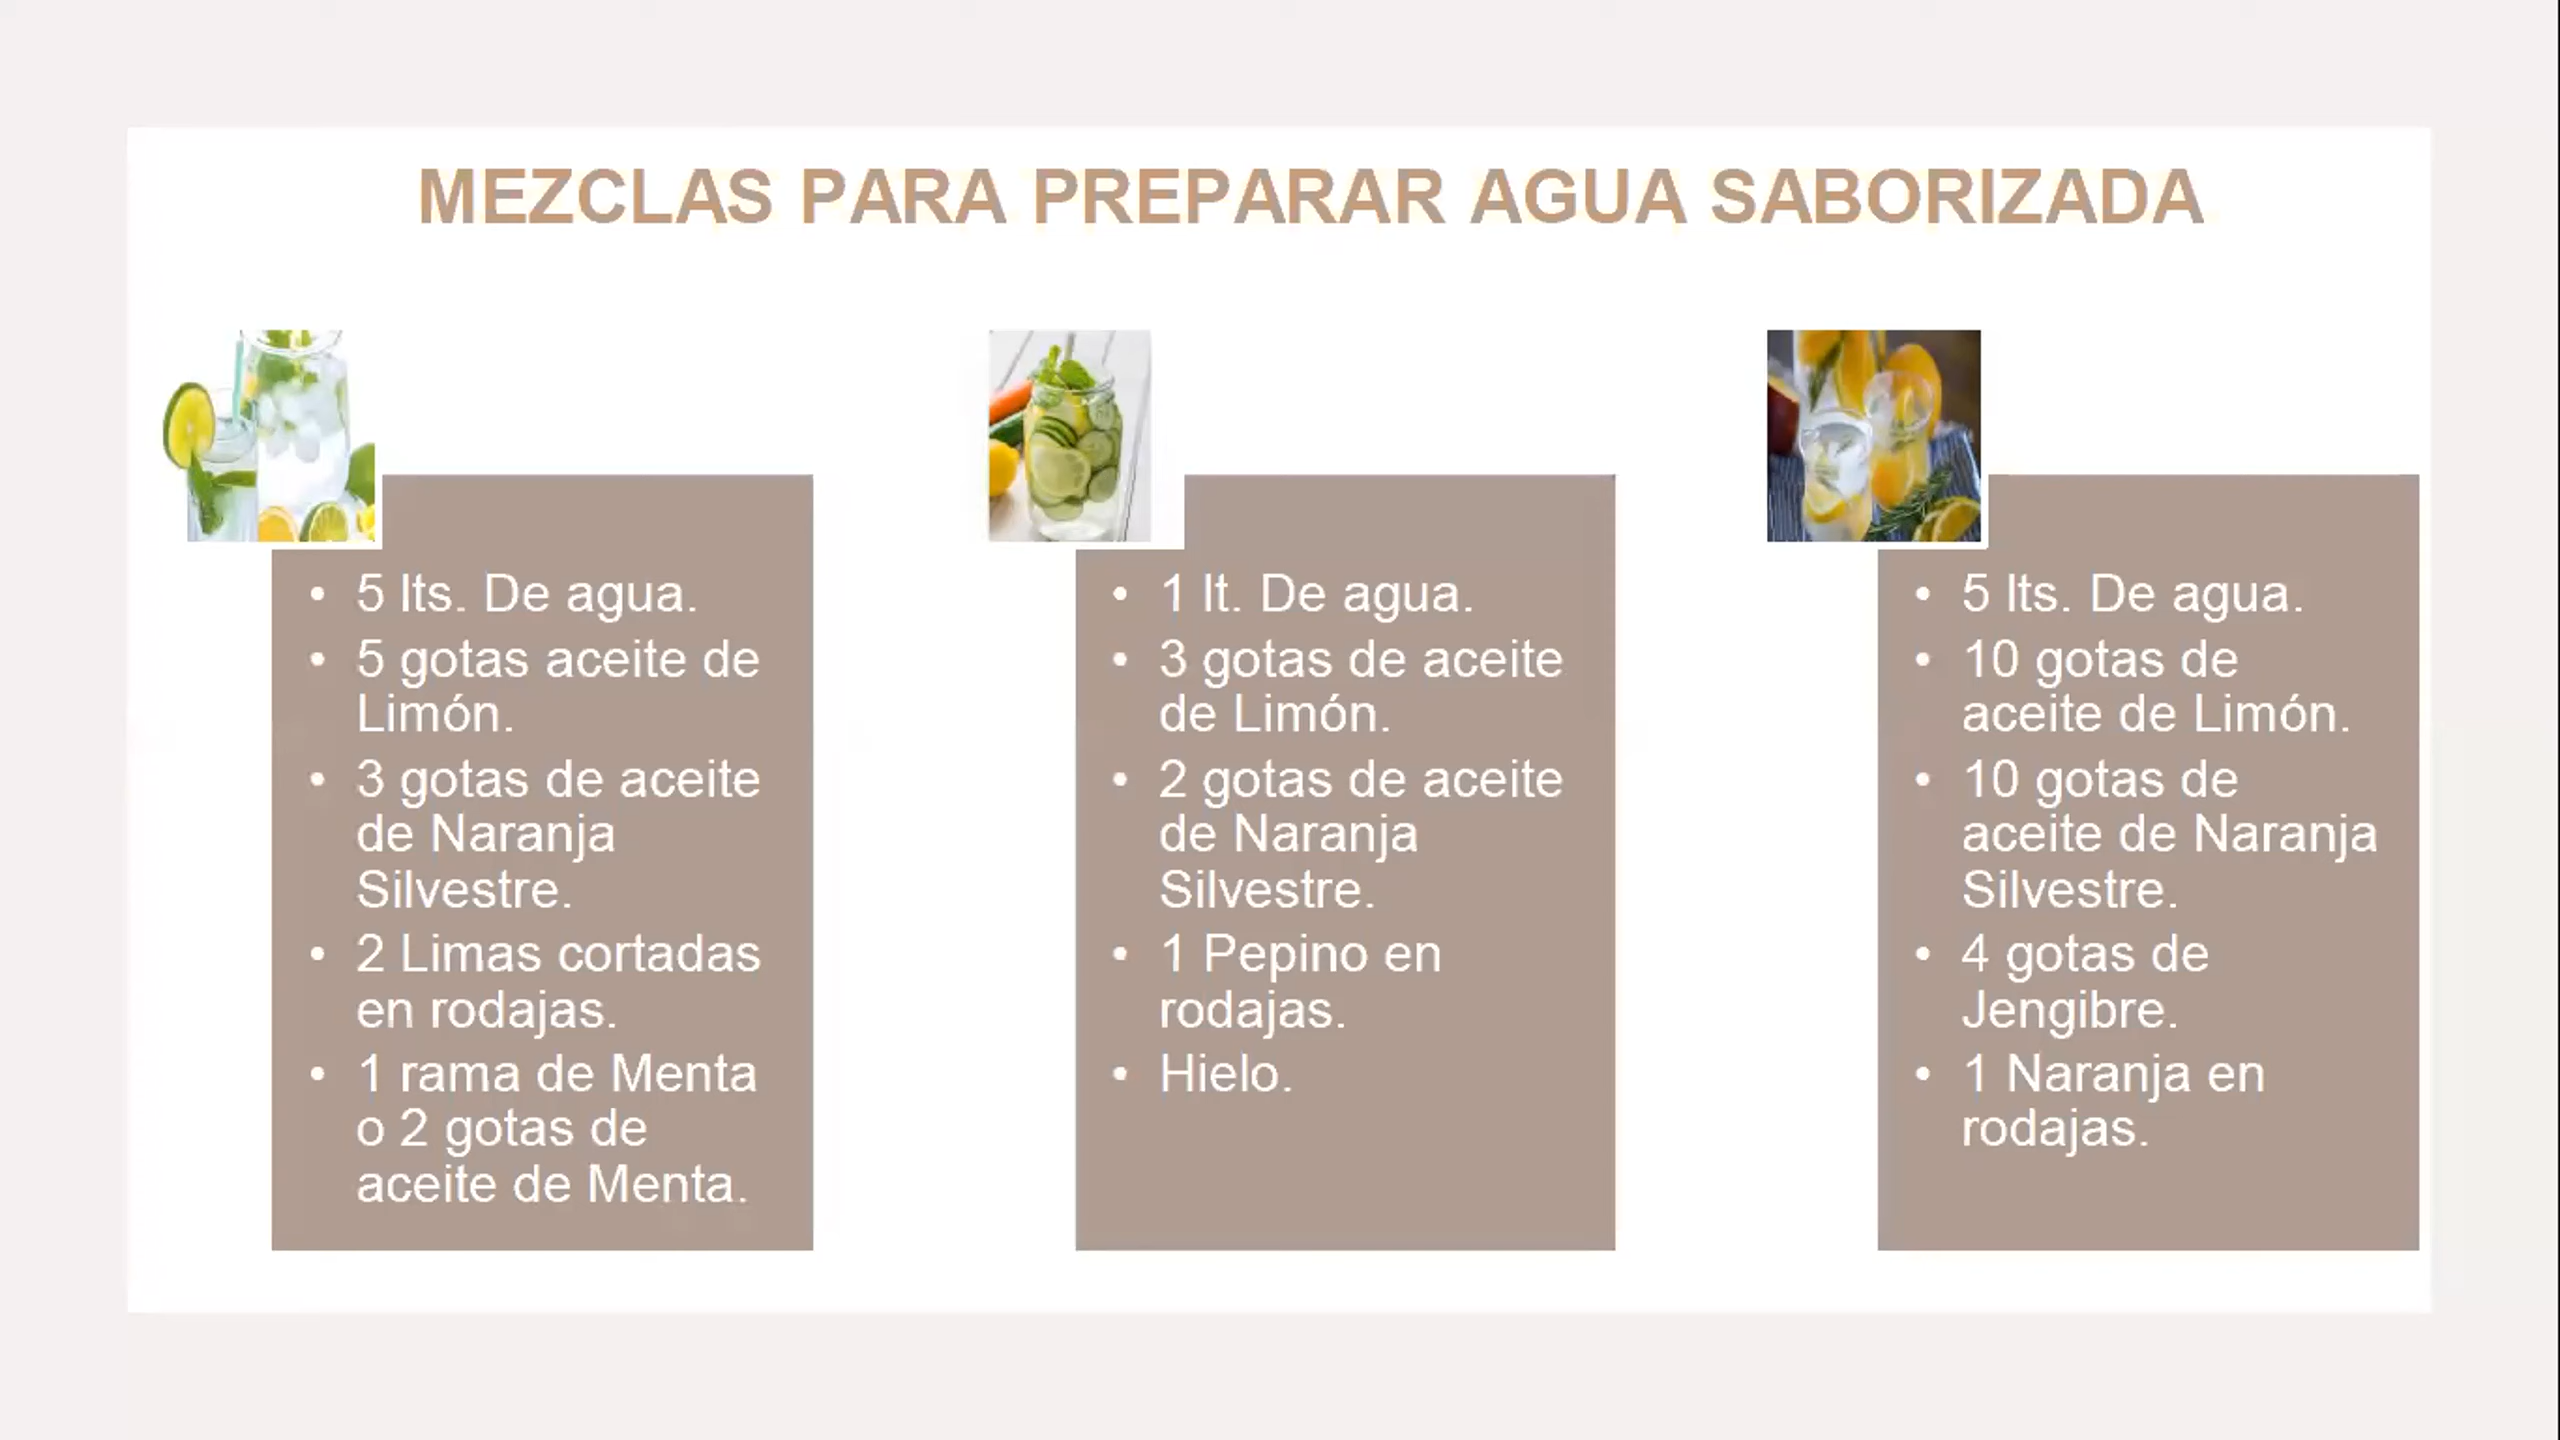 MEZCLAS PARA PREPARAR AGUA SABORIZADA
• 5 lts. De agua.
• 5 gotas aceite de
Limón.
• 3 gotas de aceite
de Naranja
Silvestre.
• 2 Limas cortadas
en rodajas.
• 1 rama de Menta
o 2 gotas de
aceite de Menta.
• 1 lt. De agua.
• 3 gotas de aceite
de Limón.
• 2 gotas de aceite
de Naranja
Silvestre.
• 1 Pepino en
rodajas.
• Hielo.
• 5 lts. De agua.
• 10 gotas de
aceite de Limón.
• 10 gotas de
aceite de Naranja
Silvestre.
• 4 gotas de
Jengibre.
• 1 Naranja en
rodajas.